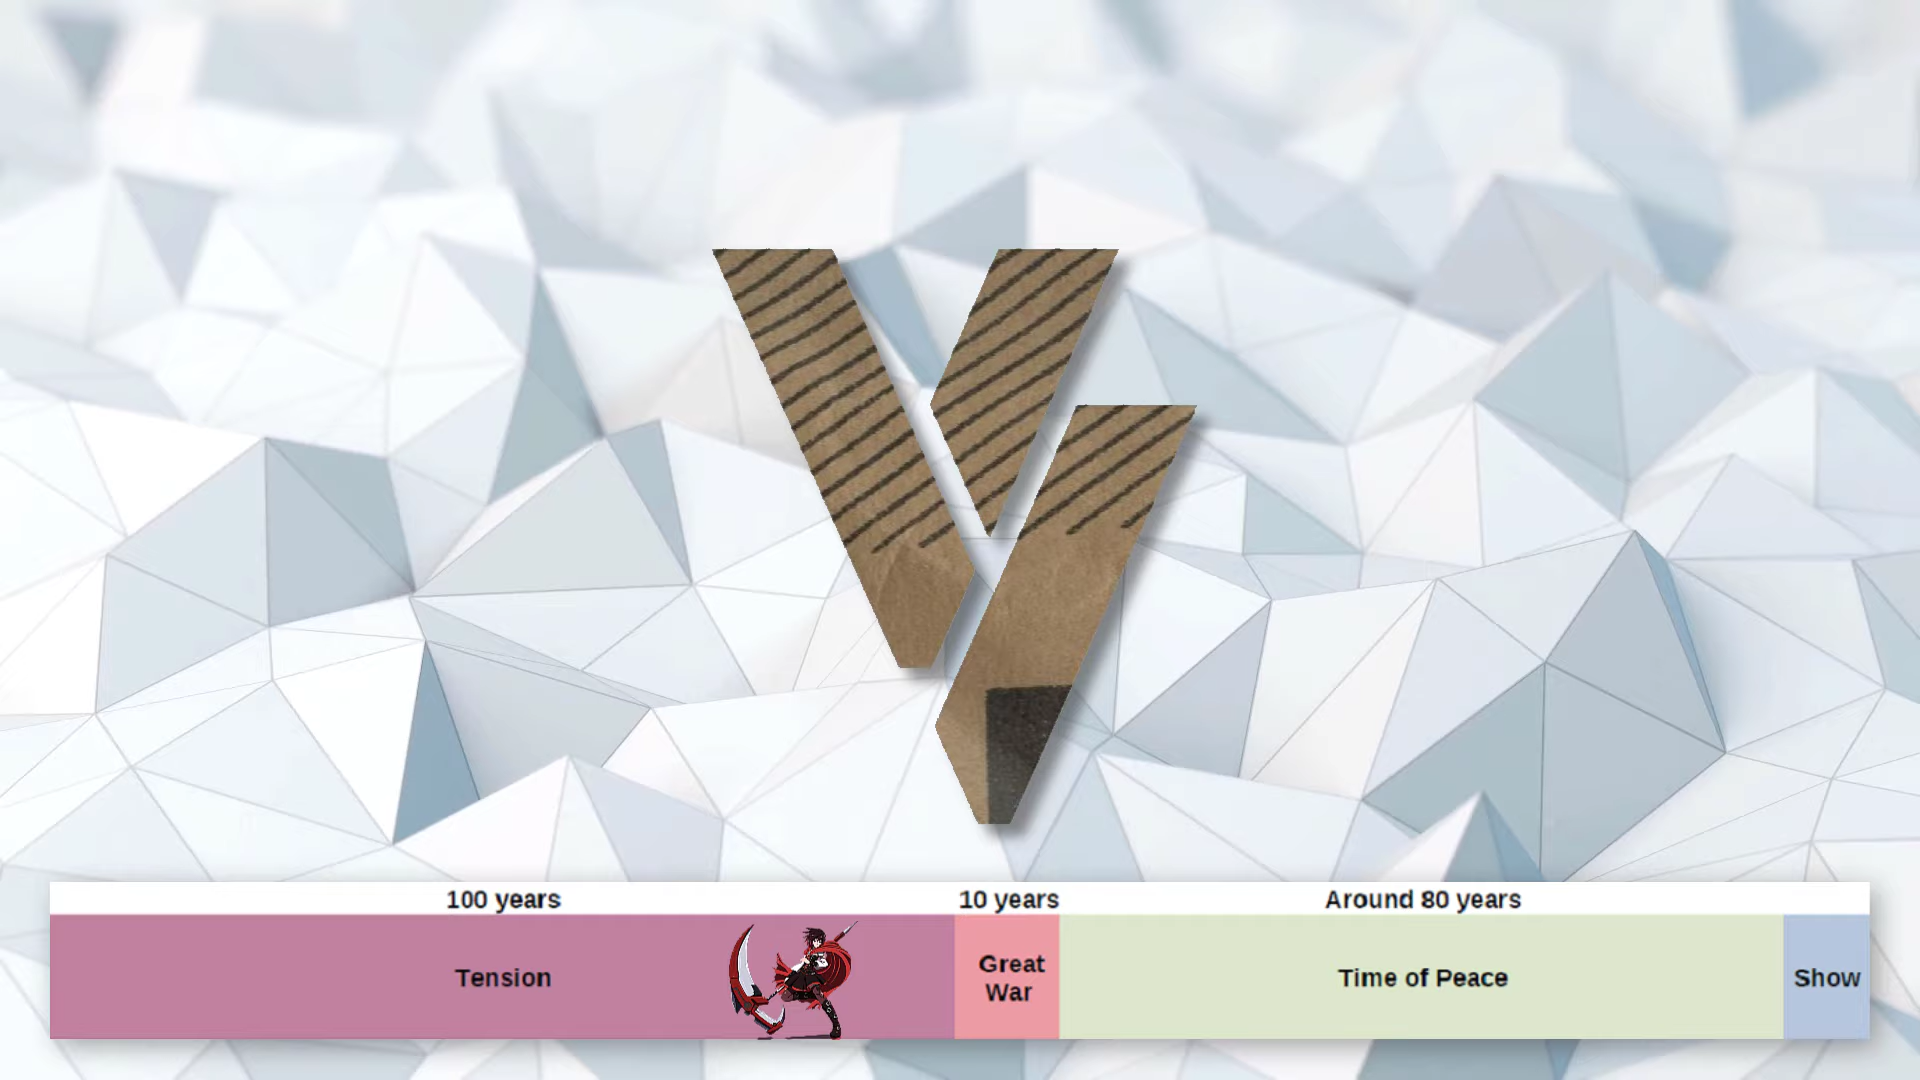 100 years
10 years
Around 80 years
Tension
Great
War
Time of Peace
Show